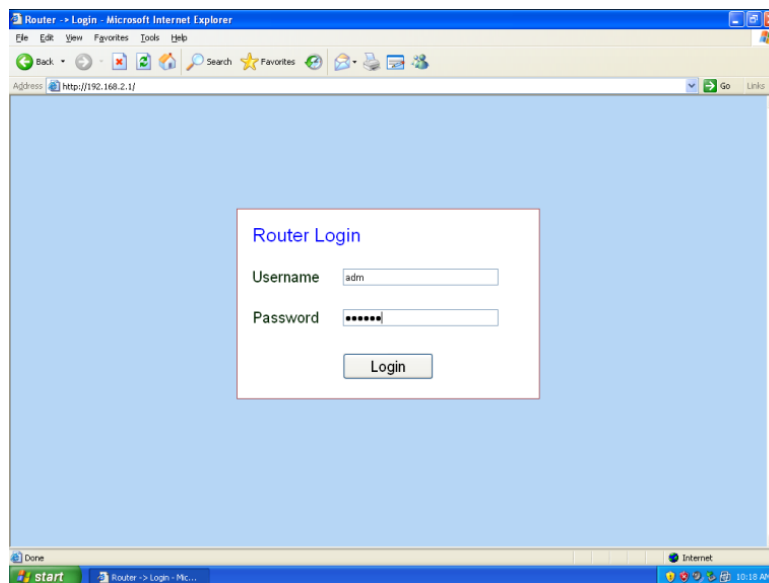 Router -> Login - Microsoft Internet Explorer
File Edit View Favorites Tools Help
Back Search Favorites
Address http://192.168.2.1/ Go Links
Router Login
Username adm
Password ••••••
Login
Done Internet
start Router -> Login - Mic... 10:18 AM